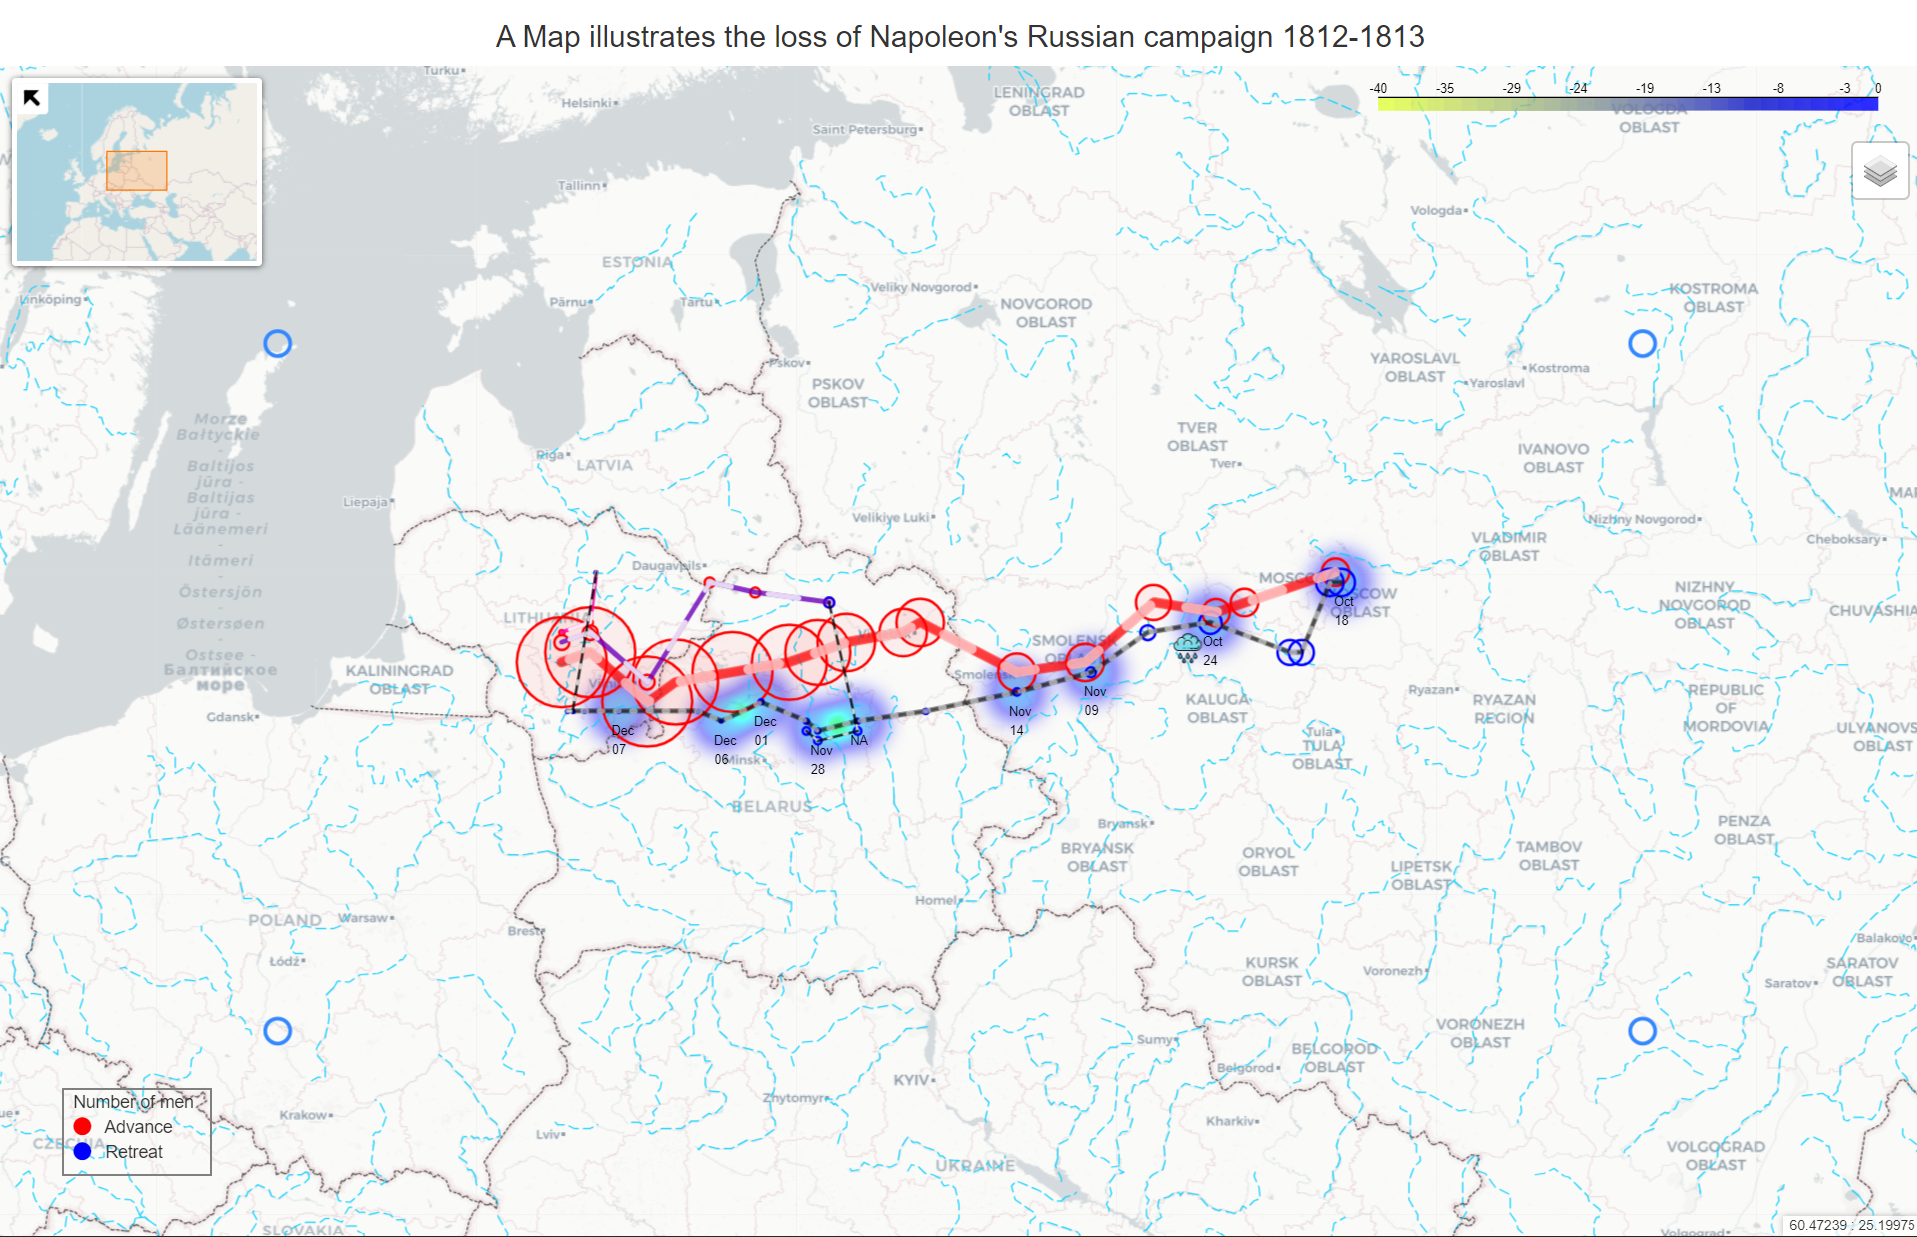 A Map illustrates the loss of Napoleon's Russian campaign 1812-1813
-40 -35 -29 -24 -19 -13 -8 -3 0
Turku
Helsinki
Saint Petersburg
LENINGRAD
OBLAST
VOLOGDA
OBLAST
Tallinn
Vologda
ESTONIA
Linköping
Pärnu
Tartu
Veliky Novgorod
NOVGOROD
OBLAST
KOSTROMA
OBLAST
Pskov
PSKOV
OBLAST
YAROSLAVL
OBLAST
Kostroma
Yaroslavl
Morze
Bałtyckie
-
Baltijos
jūra -
Baltijas
jūra -
Läänemeri
-
Itämeri
-
Östersjön
-
Østersøen
-
Ostsee -
Балтийское
море
Riga
LATVIA
Liepaja
TVER
OBLAST
Tver
IVANOVO
OBLAST
Velikiye Luki
Nizhny Novgorod
Cheboksary
VLADIMIR
OBLAST
Daugavpils
LITHUANIA
MOSCOW
OBLAST
Oct
18
NIZHNY
NOVGOROD
OBLAST
CHUVASHIA
SMOLENSK
OBLAST
Smolensk
Oct
24
KALININGRAD
OBLAST
Gdansk
Nov
09
Nov
14
KALUGA
OBLAST
Ryazan
RYAZAN
REGION
REPUBLIC
OF
MORDOVIA
ULYANOVS
OBLAST
Tula
TULA
OBLAST
Dec
07
Dec
06
Dec
01
Nov
28
NA
Minsk
BELARUS
Bryansk
BRYANSK
OBLAST
ORYOL
OBLAST
LIPETSK
OBLAST
TAMBOV
OBLAST
PENZA
OBLAST
Homel
POLAND
Warsaw
Brest
Łódź
KURSK
OBLAST
Voronezh
Balakovo
SARATOV
OBLAST
Saratov
VORONEZH
OBLAST
Sumy
BELGOROD
OBLAST
Belgorod
KYIV
Zhytomyr
Kharkiv
Krakow
Lviv
CZECHIA
UKRAINE
VOLGOGRAD
OBLAST
SLOVAKIA
Volgograd
Number of men
Advance
Retreat
60.47239 : 25.19975